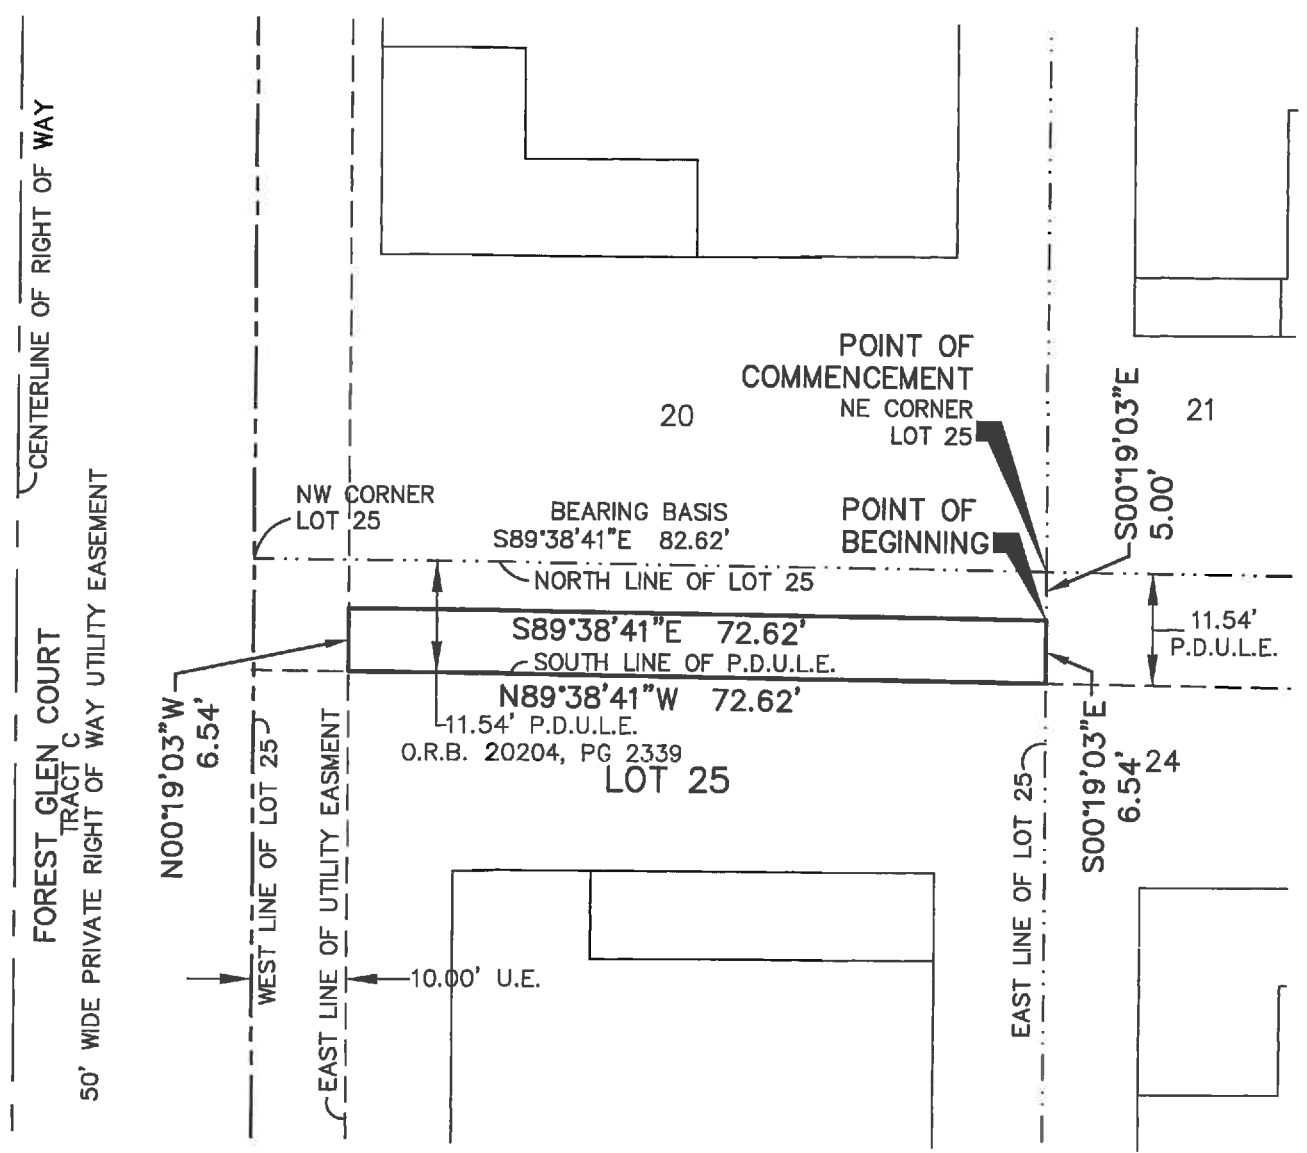 CENTERLINE OF RIGHT OF WAY
FOREST GLEN COURT
TRACT C
50' WIDE PRIVATE RIGHT OF WAY UTILITY EASEMENT
20
21
POINT OF
COMMENCEMENT
NE CORNER
LOT 25
S00°19'03"E
5.00'
NW CORNER
LOT 25
BEARING BASIS
S89°38'41"E 82.62'
NORTH LINE OF LOT 25
POINT OF
BEGINNING
11.54'
P.D.U.L.E.
S89°38'41"E 72.62'
SOUTH LINE OF P.D.U.L.E.
N89°38'41"W 72.62'
11.54' P.D.U.L.E.
O.R.B. 20204, PG 2339
LOT 25
N00°19'03"W
6.54'
S00°19'03"E
6.54'
24
WEST LINE OF LOT 25
EAST LINE OF UTILITY EASMENT
10.00' U.E.
EAST LINE OF LOT 25